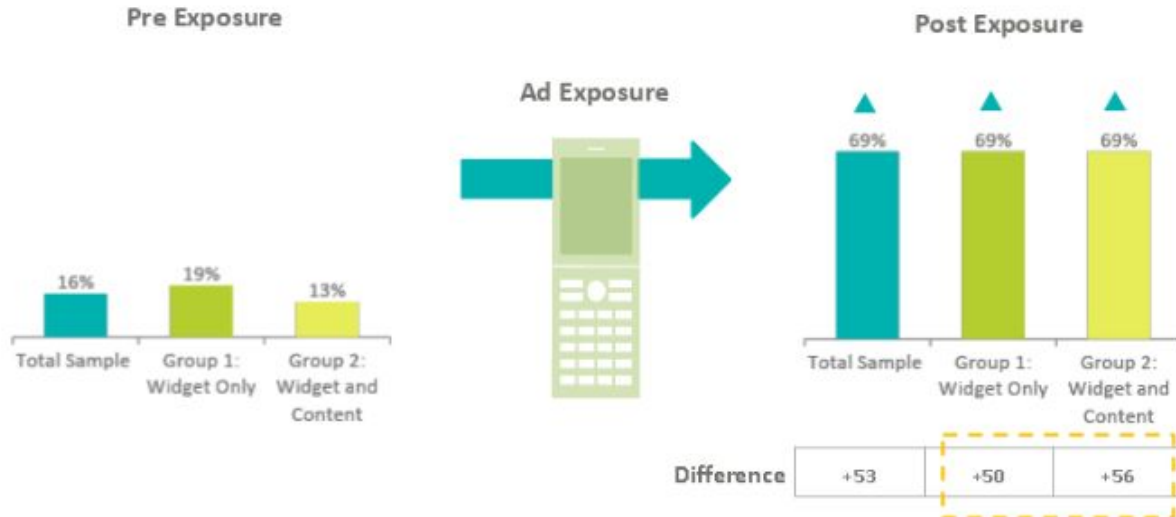 Pre Exposure
Ad Exposure
Post Exposure
16%
19%
13%
Total Sample
Group 1:
Widget Only
Group 2:
Widget and
Content
69%
69%
69%
Total Sample
Group 1:
Widget Only
Group 2:
Widget and
Content
Difference
+53
+50
+56